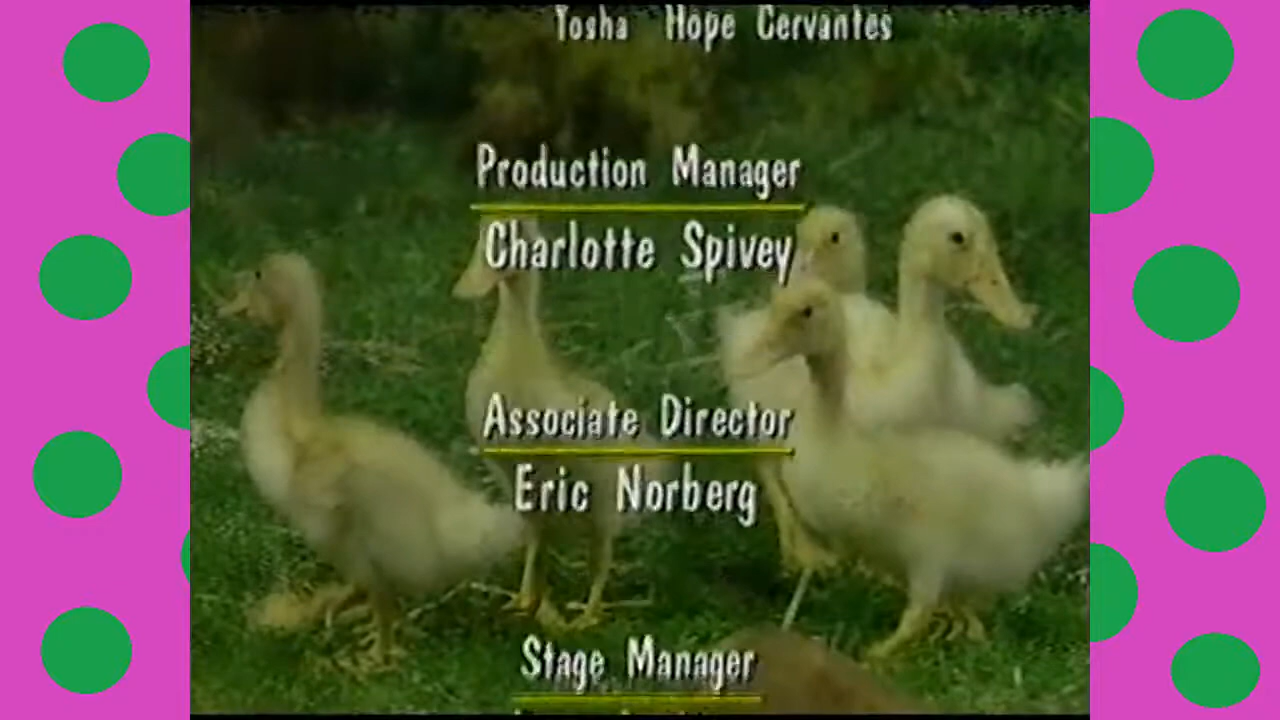 Tosha Hope Cervantes
Production Manager
Charlotte Spivey
Associate Director
Eric Norberg
Stage Manager